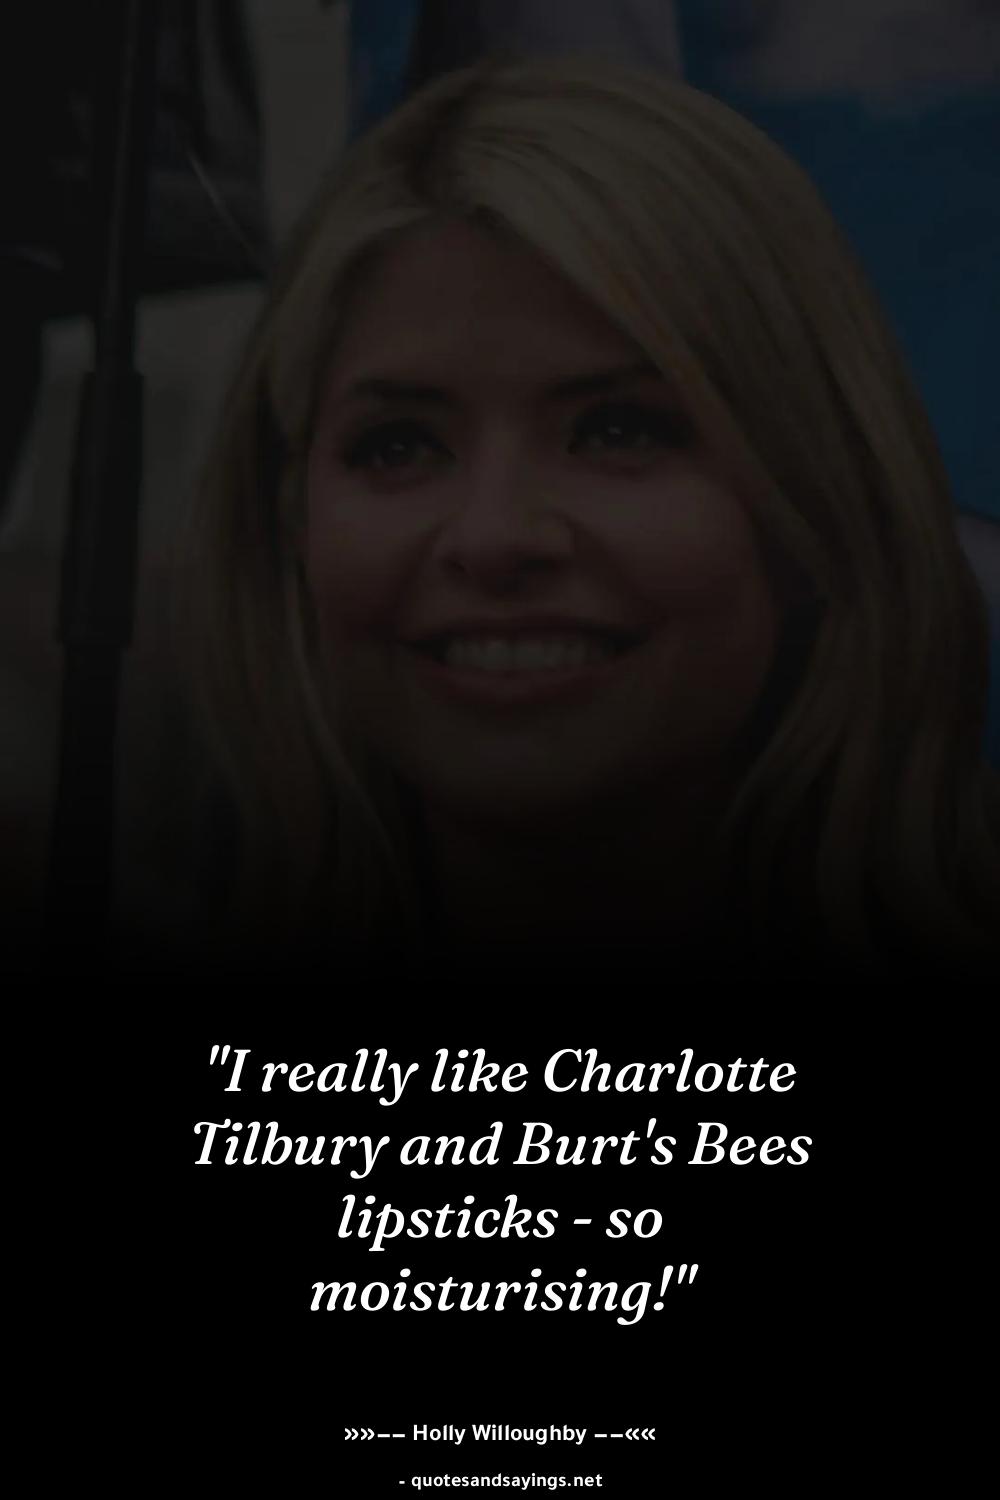 "I really like Charlotte
Tilbury and Burt's Bees
lipsticks - so
moisturising!"
»»–– Holly Willoughby ––««
- quotesandsayings.net